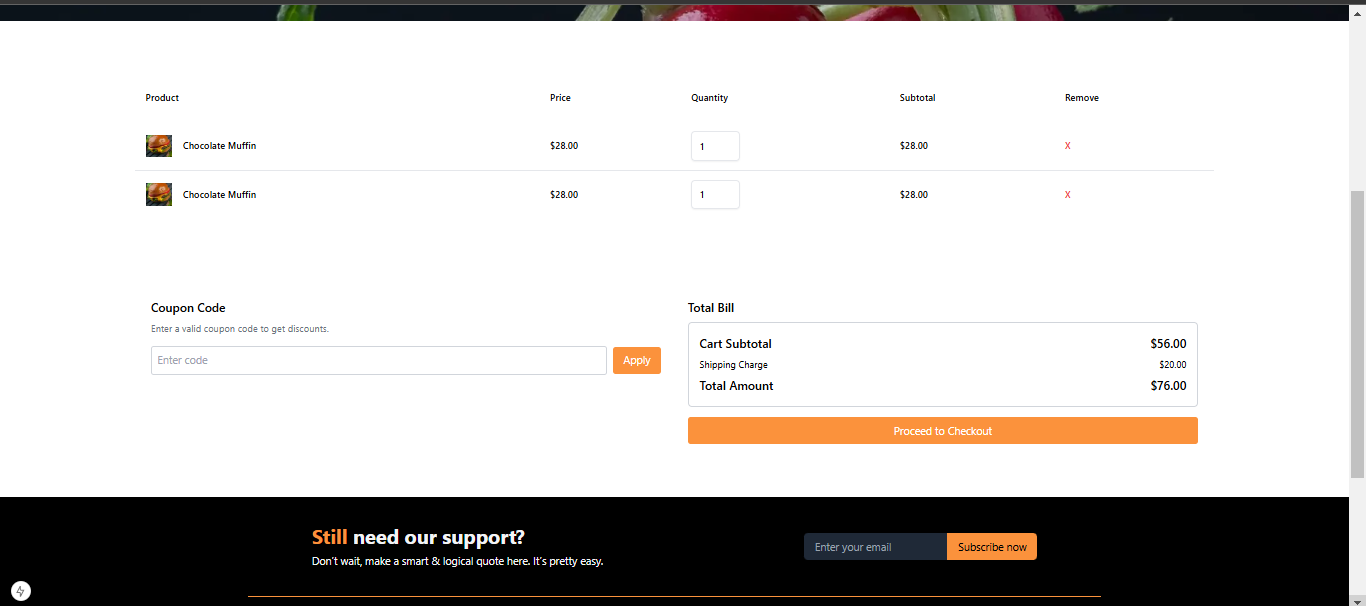 Product Price Quantity Subtotal Remove
Chocolate Muffin $28.00 1 $28.00 X
Chocolate Muffin $28.00 1 $28.00 X
Coupon Code
Enter a valid coupon code to get discounts.
Enter code Apply
Total Bill
Cart Subtotal $56.00
Shipping Charge $20.00
Total Amount $76.00
Proceed to Checkout
Still need our support?
Don't wait, make a smart & logical quote here. It's pretty easy.
Enter your email Subscribe now